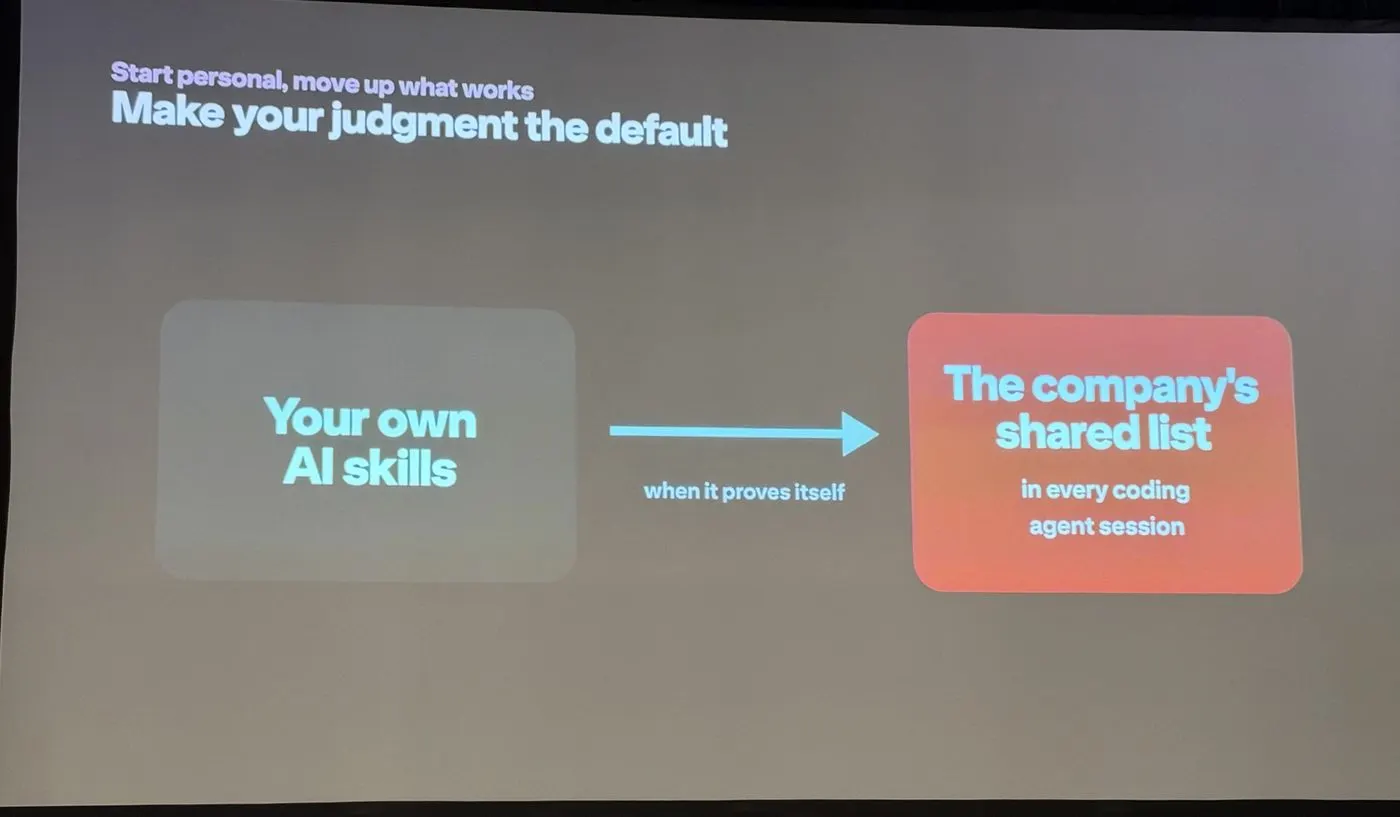 Start personal, move up what works
Make your judgment the default
Your own
AI skills
when it proves itself
The company's
shared list
in every coding
agent session